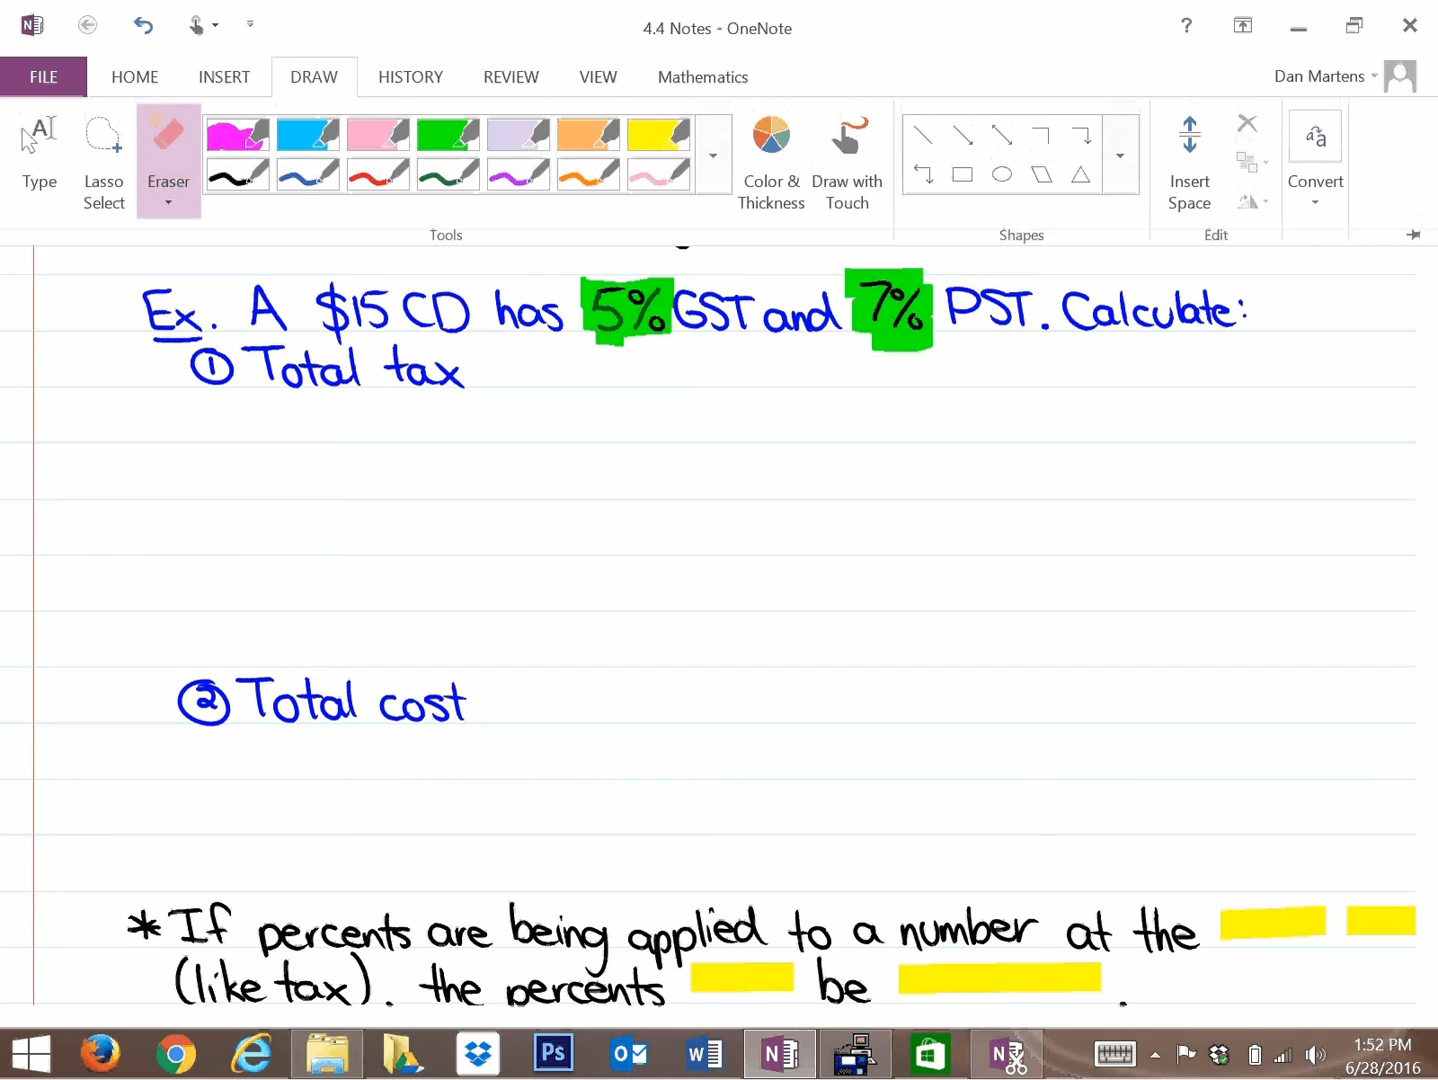 4.4 Notes - OneNote
?
FILE HOME INSERT DRAW HISTORY REVIEW VIEW Mathematics Dan Martens
Type Lasso Select Eraser Color & Thickness Draw with Touch Insert Space Convert
Tools Shapes Edit
Ex. A $15 CD has 5% GST and 7% PST. Calculate:
① Total tax
② Total cost
*If percents are being applied to a number at the
(like tax). the percents be .
1:52 PM
6/28/2016